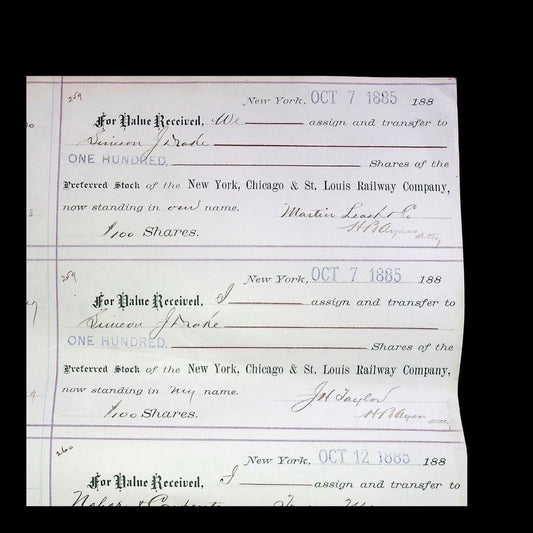 259
New York, OCT 7 1885 188
For Value Received, We assign and transfer to
Simeon J Drake
ONE HUNDRED. Shares of the
Preferred Stock of the New York, Chicago & St. Louis Railway Company,
now standing in our name. Martin Leask & Co
$100 Shares. H B Ayers atty
259
New York, OCT 7 1885 188
For Value Received, I assign and transfer to
Simeon J Drake
ONE HUNDRED. Shares of the
Preferred Stock of the New York, Chicago & St. Louis Railway Company,
now standing in my name. J H Taylor
$100 Shares. H B Ayers atty
260
New York, OCT 12 1885 188
For Value Received, I assign and transfer to